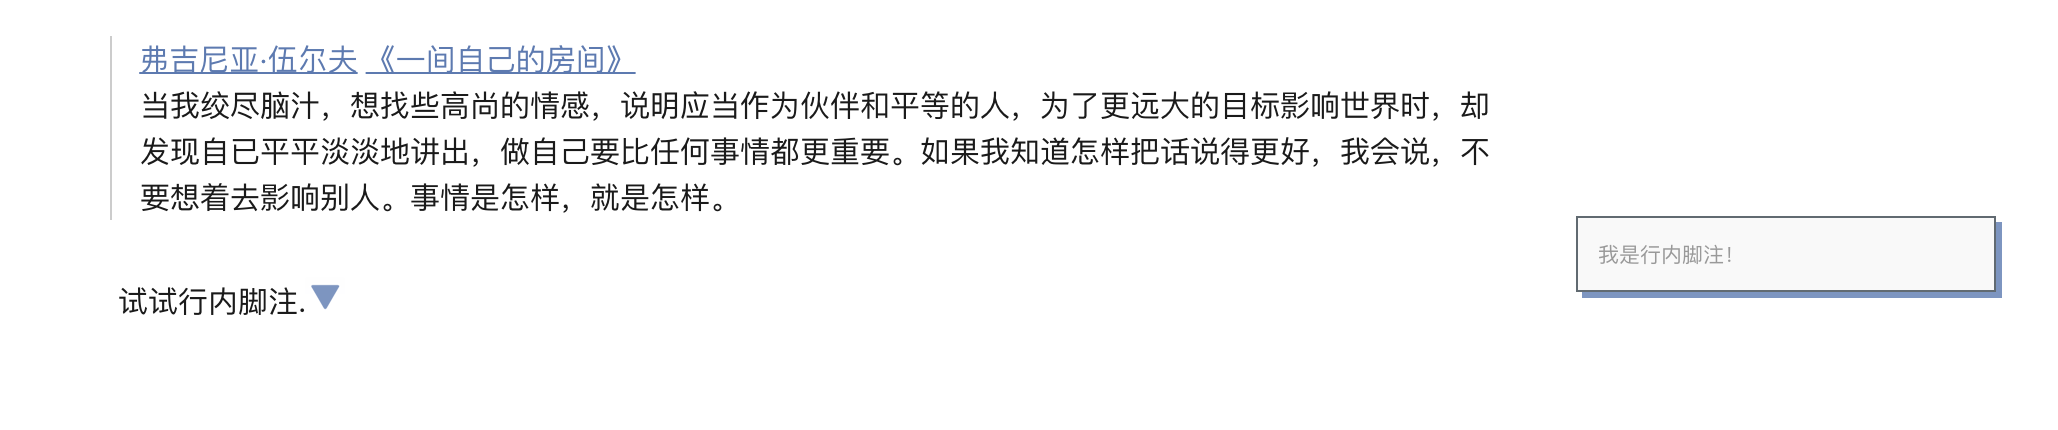 弗吉尼亚·伍尔夫 《一间自己的房间》
当我绞尽脑汁，想找些高尚的情感，说明应当作为伙伴和平等的人，为了更远大的目标影响世界时，却
发现自已平平淡淡地讲出，做自己要比任何事情都更重要。如果我知道怎样把话说得更好，我会说，不
要想着去影响别人。事情是怎样，就是怎样。
我是行内脚注！
试试行内脚注.